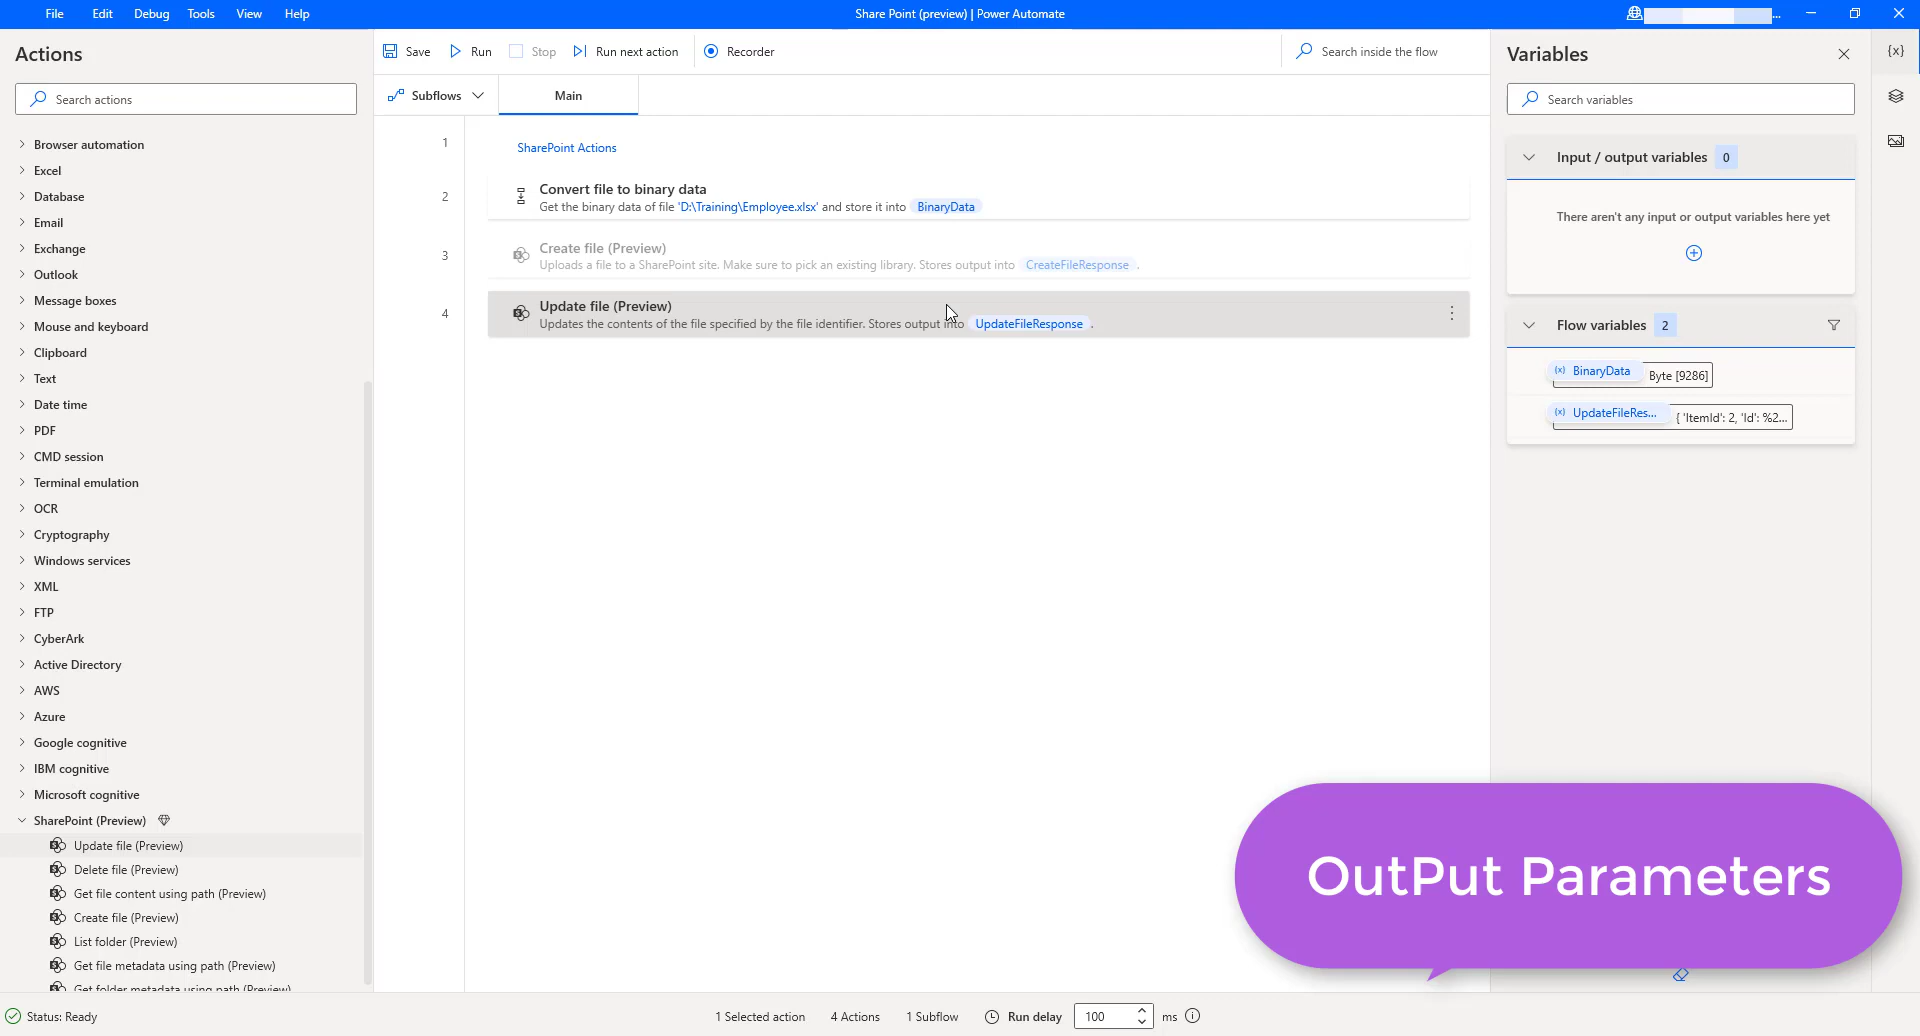 File Edit Debug Tools View Help
Share Point (preview) | Power Automate
...
Actions
Search actions
Browser automation
Excel
Database
Email
Exchange
Outlook
Message boxes
Mouse and keyboard
Clipboard
Text
Date time
PDF
CMD session
Terminal emulation
OCR
Cryptography
Windows services
XML
FTP
CyberArk
Active Directory
AWS
Azure
Google cognitive
IBM cognitive
Microsoft cognitive
SharePoint (Preview)
Update file (Preview)
Delete file (Preview)
Get file content using path (Preview)
Create file (Preview)
List folder (Preview)
Get file metadata using path (Preview)
Get folder metadata using path (Preview)
Save Run Stop Run next action Recorder
Search inside the flow
Subflows Main
1 SharePoint Actions
2 Convert file to binary data
Get the binary data of file 'D:\Training\Employee.xlsx' and store it into BinaryData
3 Create file (Preview)
Uploads a file to a SharePoint site. Make sure to pick an existing library. Stores output into CreateFileResponse .
4 Update file (Preview)
Updates the contents of the file specified by the file identifier. Stores output into UpdateFileResponse .
Variables
{x}
Search variables
Input / output variables 0
There aren't any input or output variables here yet
Flow variables 2
(x) BinaryData Byte [9286]
(x) UpdateFileRes... { 'ItemId': 2, 'Id': %2...
OutPut Parameters
Status: Ready
1 Selected action 4 Actions 1 Subflow Run delay 100 ms